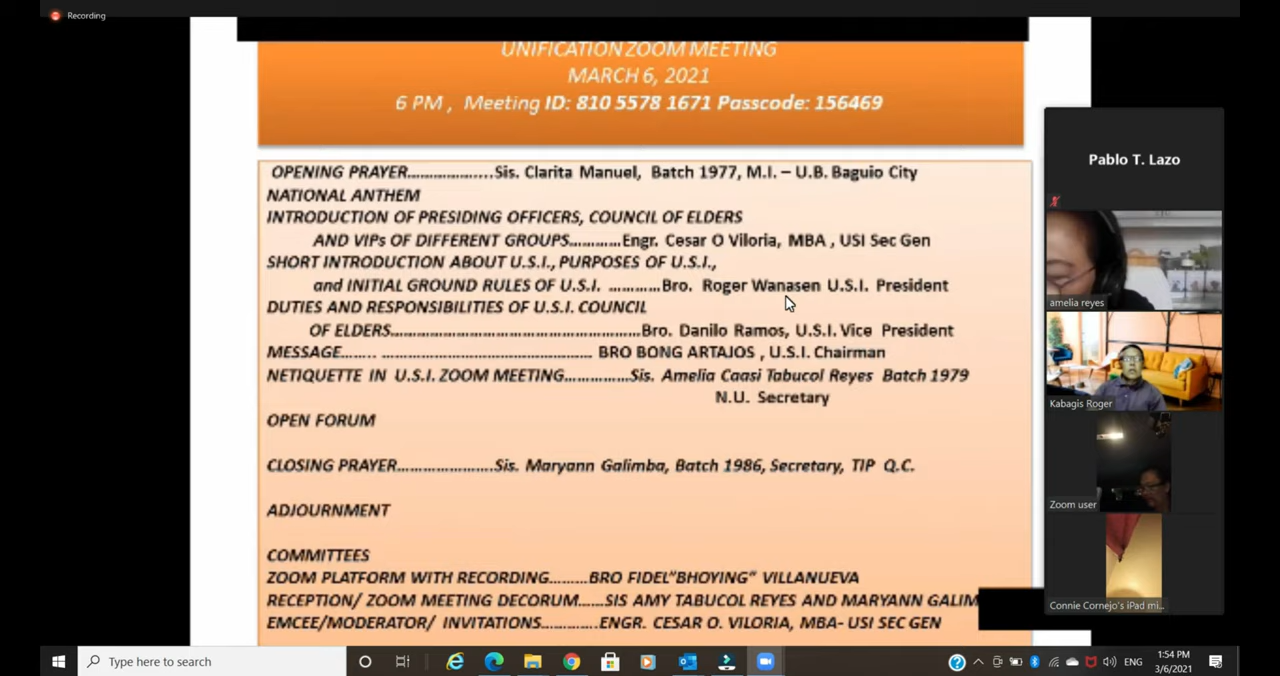 Recording
UNIFICATION ZOOM MEETING
MARCH 6, 2021
6 PM , Meeting ID: 810 5578 1671 Passcode: 156469
OPENING PRAYER......................Sis. Clarita Manuel, Batch 1977, M.I. – U.B. Baguio City
NATIONAL ANTHEM
INTRODUCTION OF PRESIDING OFFICERS, COUNCIL OF ELDERS
AND VIPs OF DIFFERENT GROUPS............Engr. Cesar O Viloria, MBA , USI Sec Gen
SHORT INTRODUCTION ABOUT U.S.I., PURPOSES OF U.S.I.,
and INITIAL GROUND RULES OF U.S.I. ............Bro. Roger Wanasen U.S.I. President
DUTIES AND RESPONSIBILITIES OF U.S.I. COUNCIL
OF ELDERS............................................................Bro. Danilo Ramos, U.S.I. Vice President
MESSAGE........ .................................................. BRO BONG ARTAJOS , U.S.I. Chairman
NETIQUETTE IN U.S.I. ZOOM MEETING...............Sis. Amelia Caasi Tabucol Reyes Batch 1979
N.U. Secretary
OPEN FORUM
CLOSING PRAYER......................Sis. Maryann Galimba, Batch 1986, Secretary, TIP Q.C.
ADJOURNMENT
COMMITTEES
ZOOM PLATFORM WITH RECORDING.........BRO FIDEL"BHOYING" VILLANUEVA
RECEPTION/ ZOOM MEETING DECORUM......SIS AMY TABUCOL REYES AND MARYANN GALIM
EMCEE/MODERATOR/ INVITATIONS.............ENGR. CESAR O. VILORIA, MBA- USI SEC GEN
Pablo T. Lazo
amelia reyes
Kabagis Roger
Zoom user
Connie Cornejo's iPad mi...
Type here to search
ENG
1:54 PM
3/6/2021